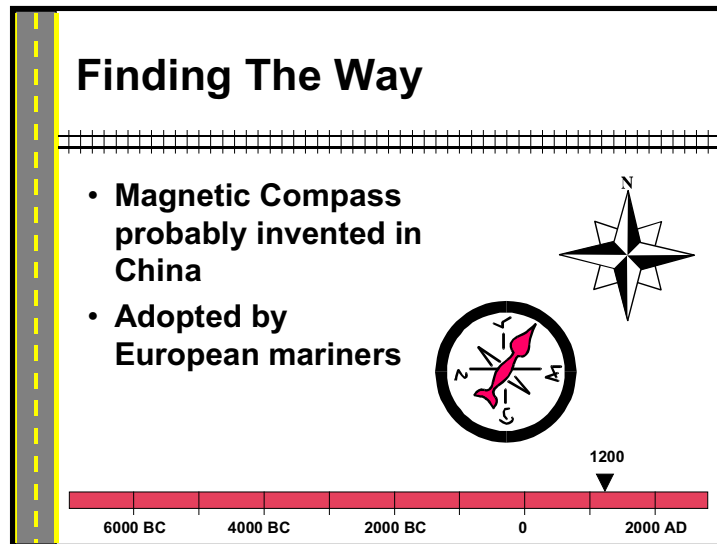 Finding The Way
• Magnetic Compass
probably invented in
China
• Adopted by
European mariners
N
1200
6000 BC 4000 BC 2000 BC 0 2000 AD